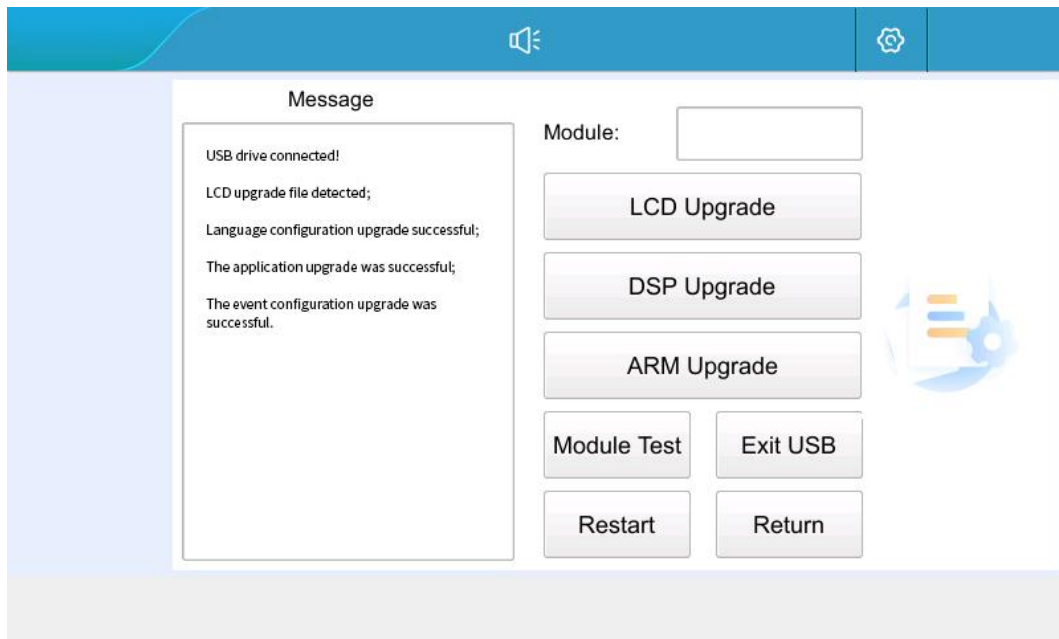 Message
USB drive connected!
LCD upgrade file detected;
Language configuration upgrade successful;
The application upgrade was successful;
The event configuration upgrade was
successful.
Module:
LCD Upgrade
DSP Upgrade
ARM Upgrade
Module Test
Exit USB
Restart
Return